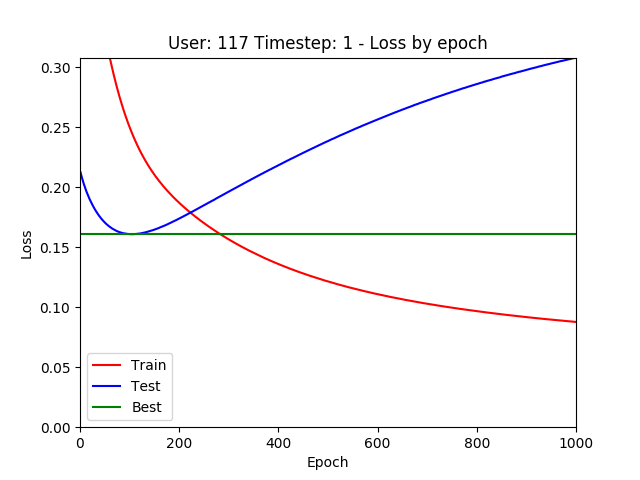 User: 117 Timestep: 1 - Loss by epoch
0.30
0.25
0.20
0.15
0.10
0.05
0.00
Loss
Train
Test
Best
0 200 400 600 800 1000
Epoch